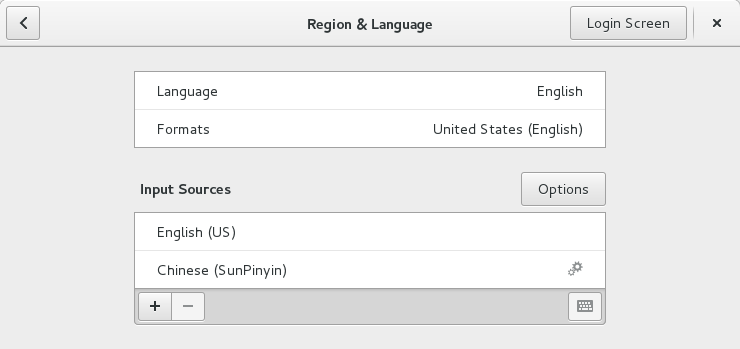 Region & Language
Login Screen
Language English
Formats United States (English)
Input Sources
Options
English (US)
Chinese (SunPinyin)